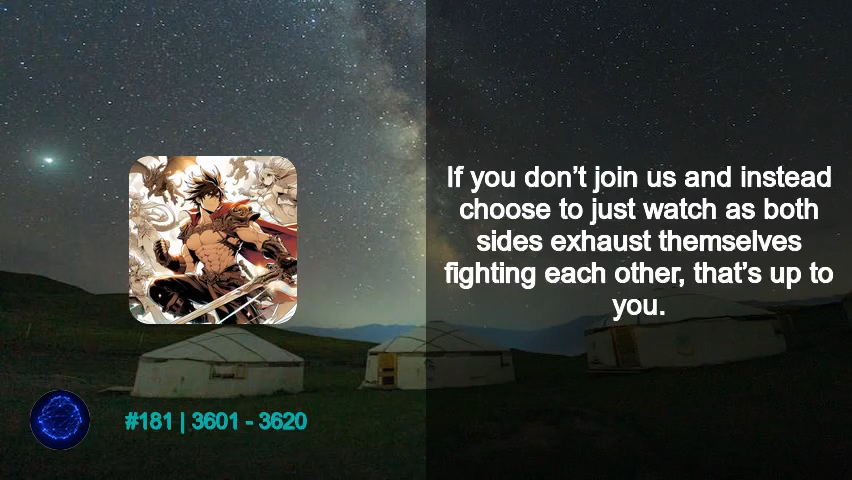 If you don’t join us and instead
choose to just watch as both
sides exhaust themselves
fighting each other, that’s up to
you.
#181 | 3601 - 3620